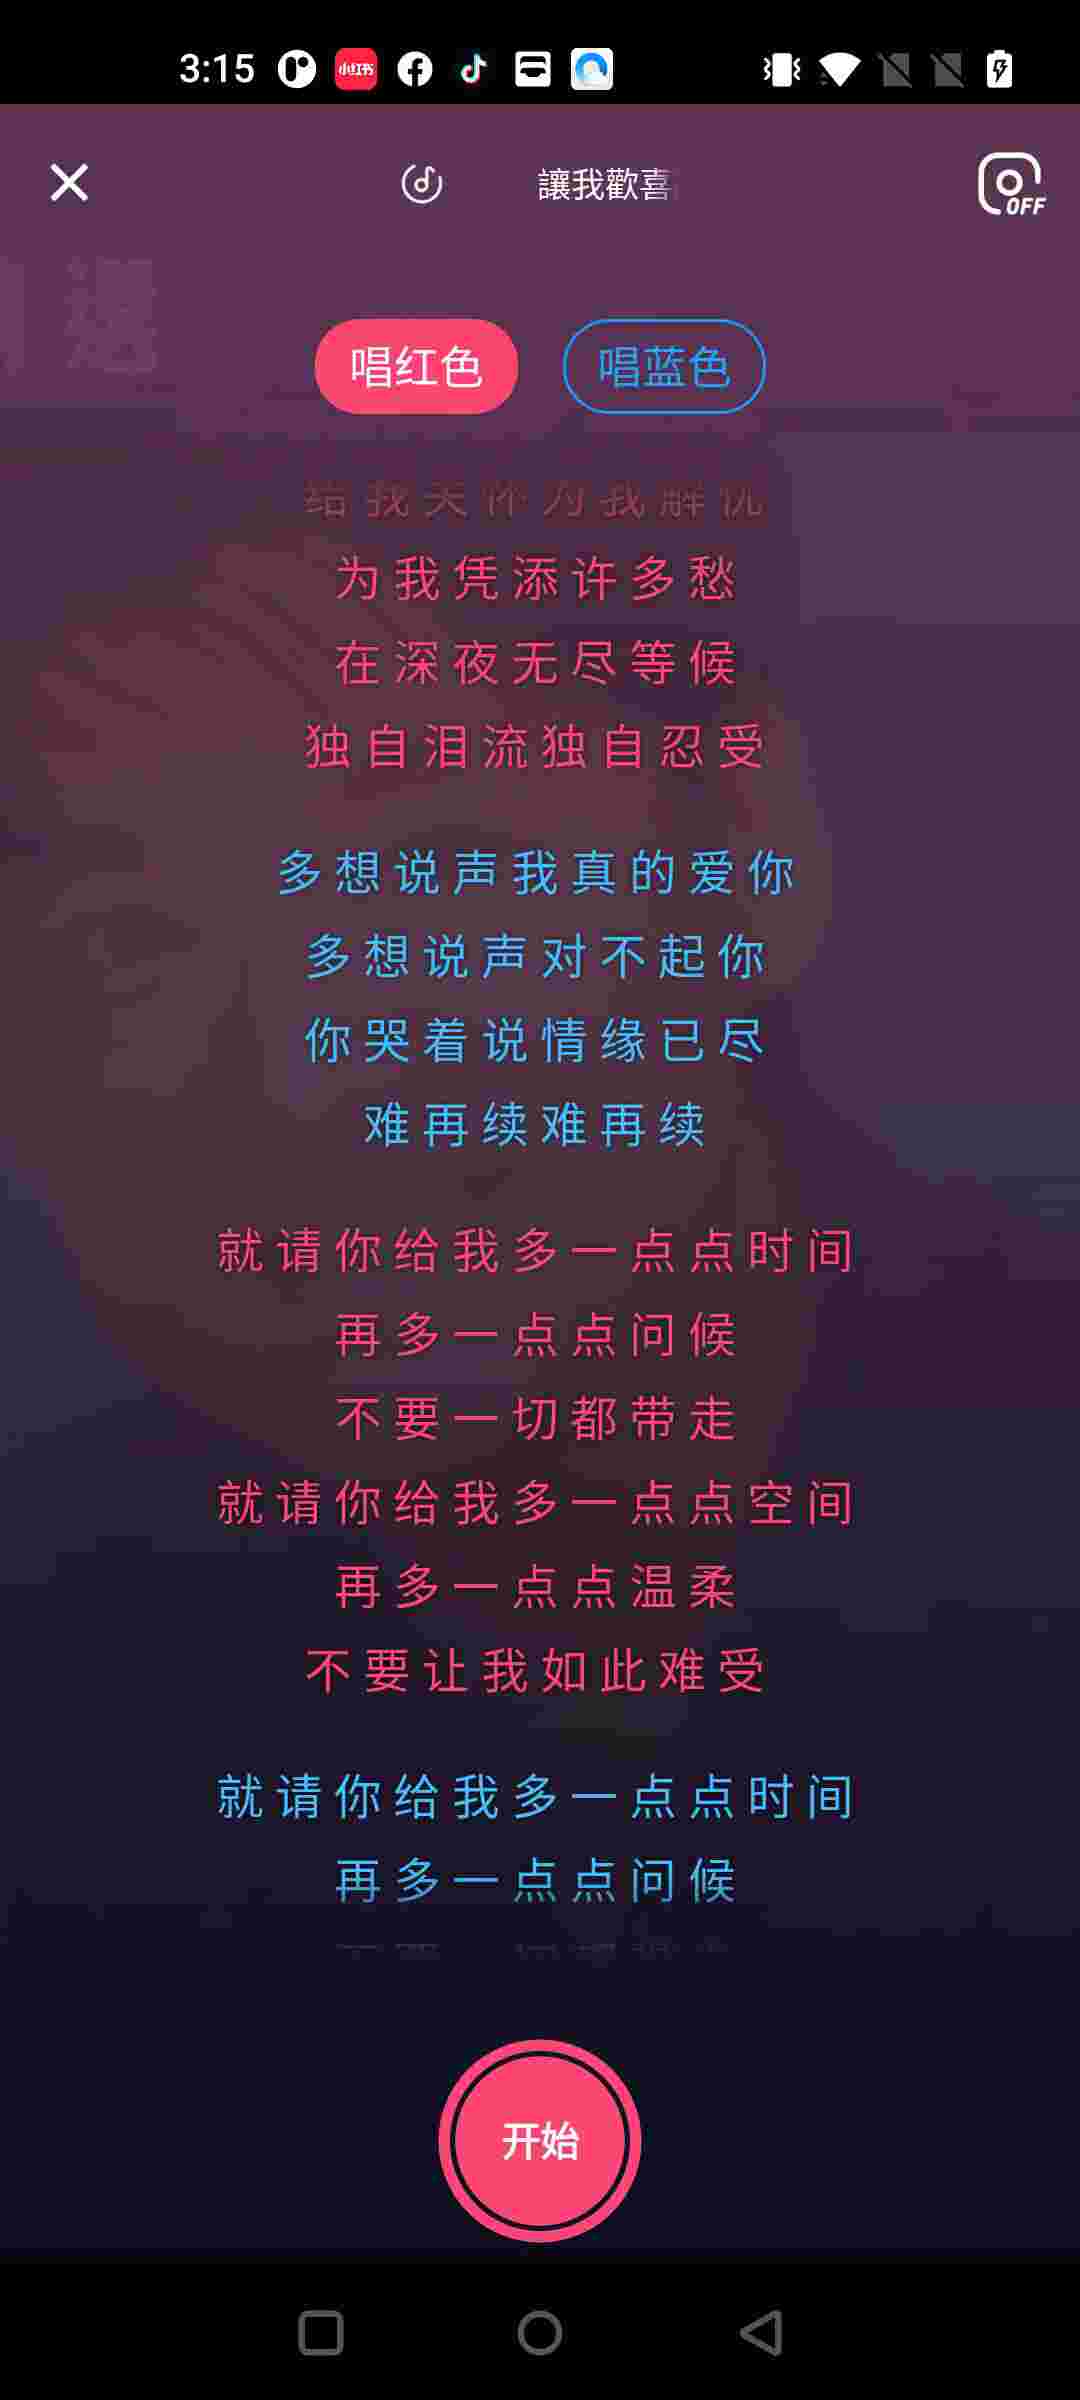 3:15
小红书
讓我歡喜
OFF
唱红色
唱蓝色
给我关怀为我解忧
为我凭添许多愁
在深夜无尽等候
独自泪流独自忍受
多想说声我真的爱你
多想说声对不起你
你哭着说情缘已尽
难再续难再续
就请你给我多一点点时间
再多一点点问候
不要一切都带走
就请你给我多一点点空间
再多一点点温柔
不要让我如此难受
就请你给我多一点点时间
再多一点点问候
开始